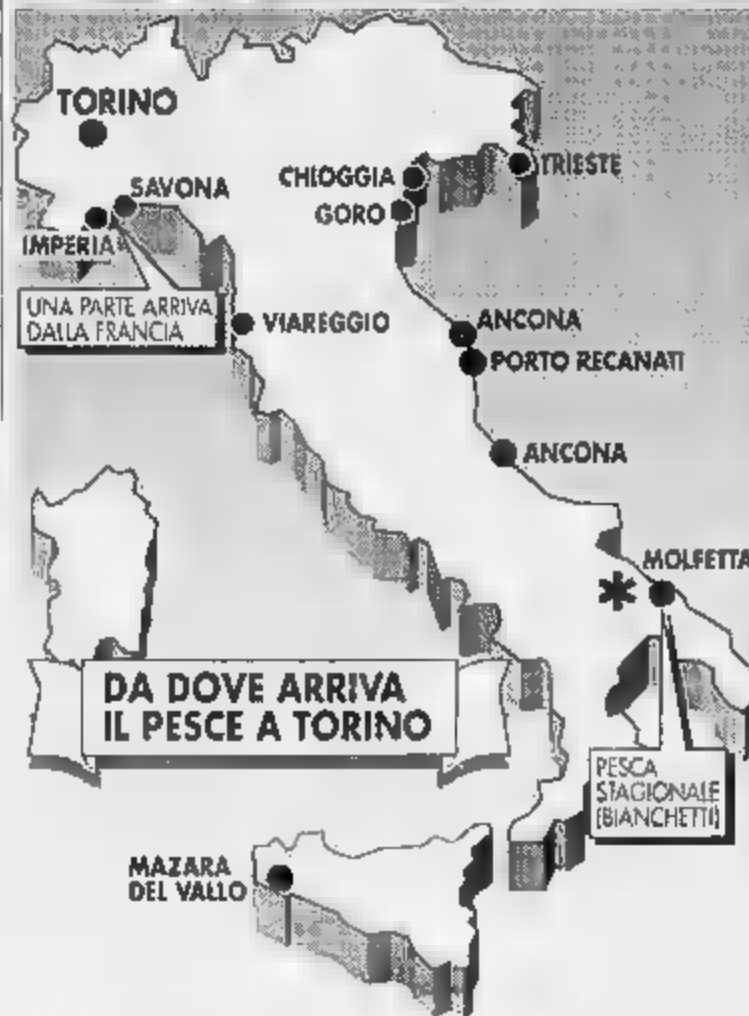 TORINO
SAVONA
IMPERIA
UNA PARTE ARRIVA
DALLA FRANCIA
CHIOGGIA
GORO
TRIESTE
VIAREGGIO
ANCONA
PORTO RECANATI
ANCONA
MOLFETTA
*
DA DOVE ARRIVA
IL PESCE A TORINO
PESCA
STAGIONALE
(BIANCHETTI)
MAZARA
DEL VALLO